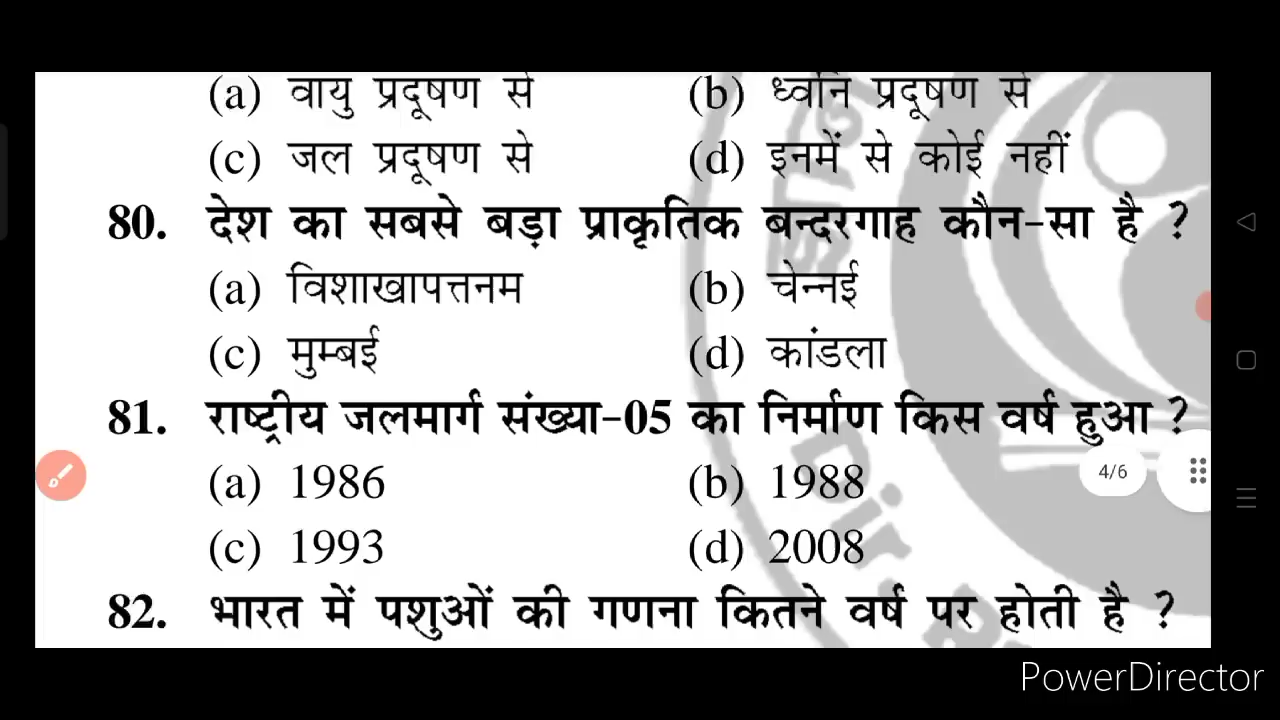 (a) वायु प्रदूषण से (b) ध्वनि प्रदूषण से
(c) जल प्रदूषण से (d) इनमें से कोई नहीं
80. देश का सबसे बड़ा प्राकृतिक बन्दरगाह कौन-सा है ?
(a) विशाखापत्तनम (b) चेन्नई
(c) मुम्बई (d) कांडला
81. राष्ट्रीय जलमार्ग संख्या-05 का निर्माण किस वर्ष हुआ ?
(a) 1986 (b) 1988
4/6
(c) 1993 (d) 2008
82. भारत में पशुओं की गणना कितने वर्ष पर होती है ?
PowerDirector